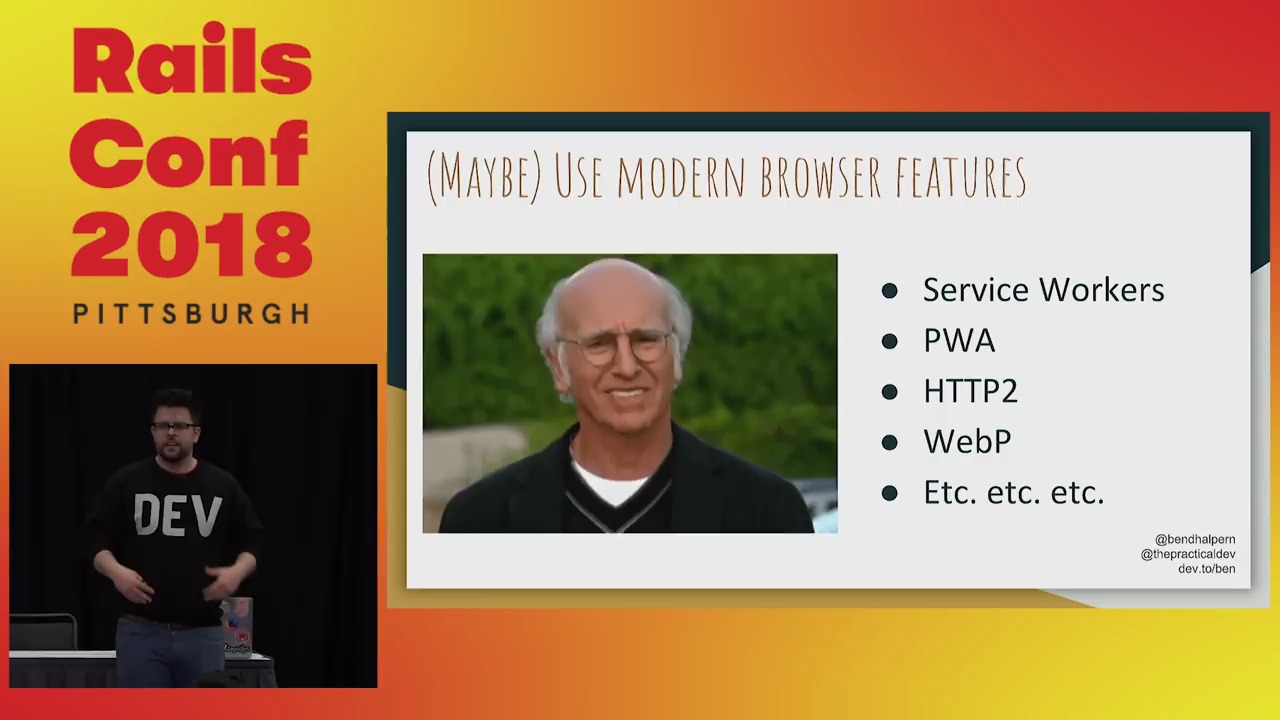 Rails
Conf
2018
PITTSBURGH
DEV
(MAYBE) USE MODERN BROWSER FEATURES
● Service Workers
● PWA
● HTTP2
● WebP
● Etc. etc. etc.
@bendhalpern
@thepracticaldev
dev.to/ben